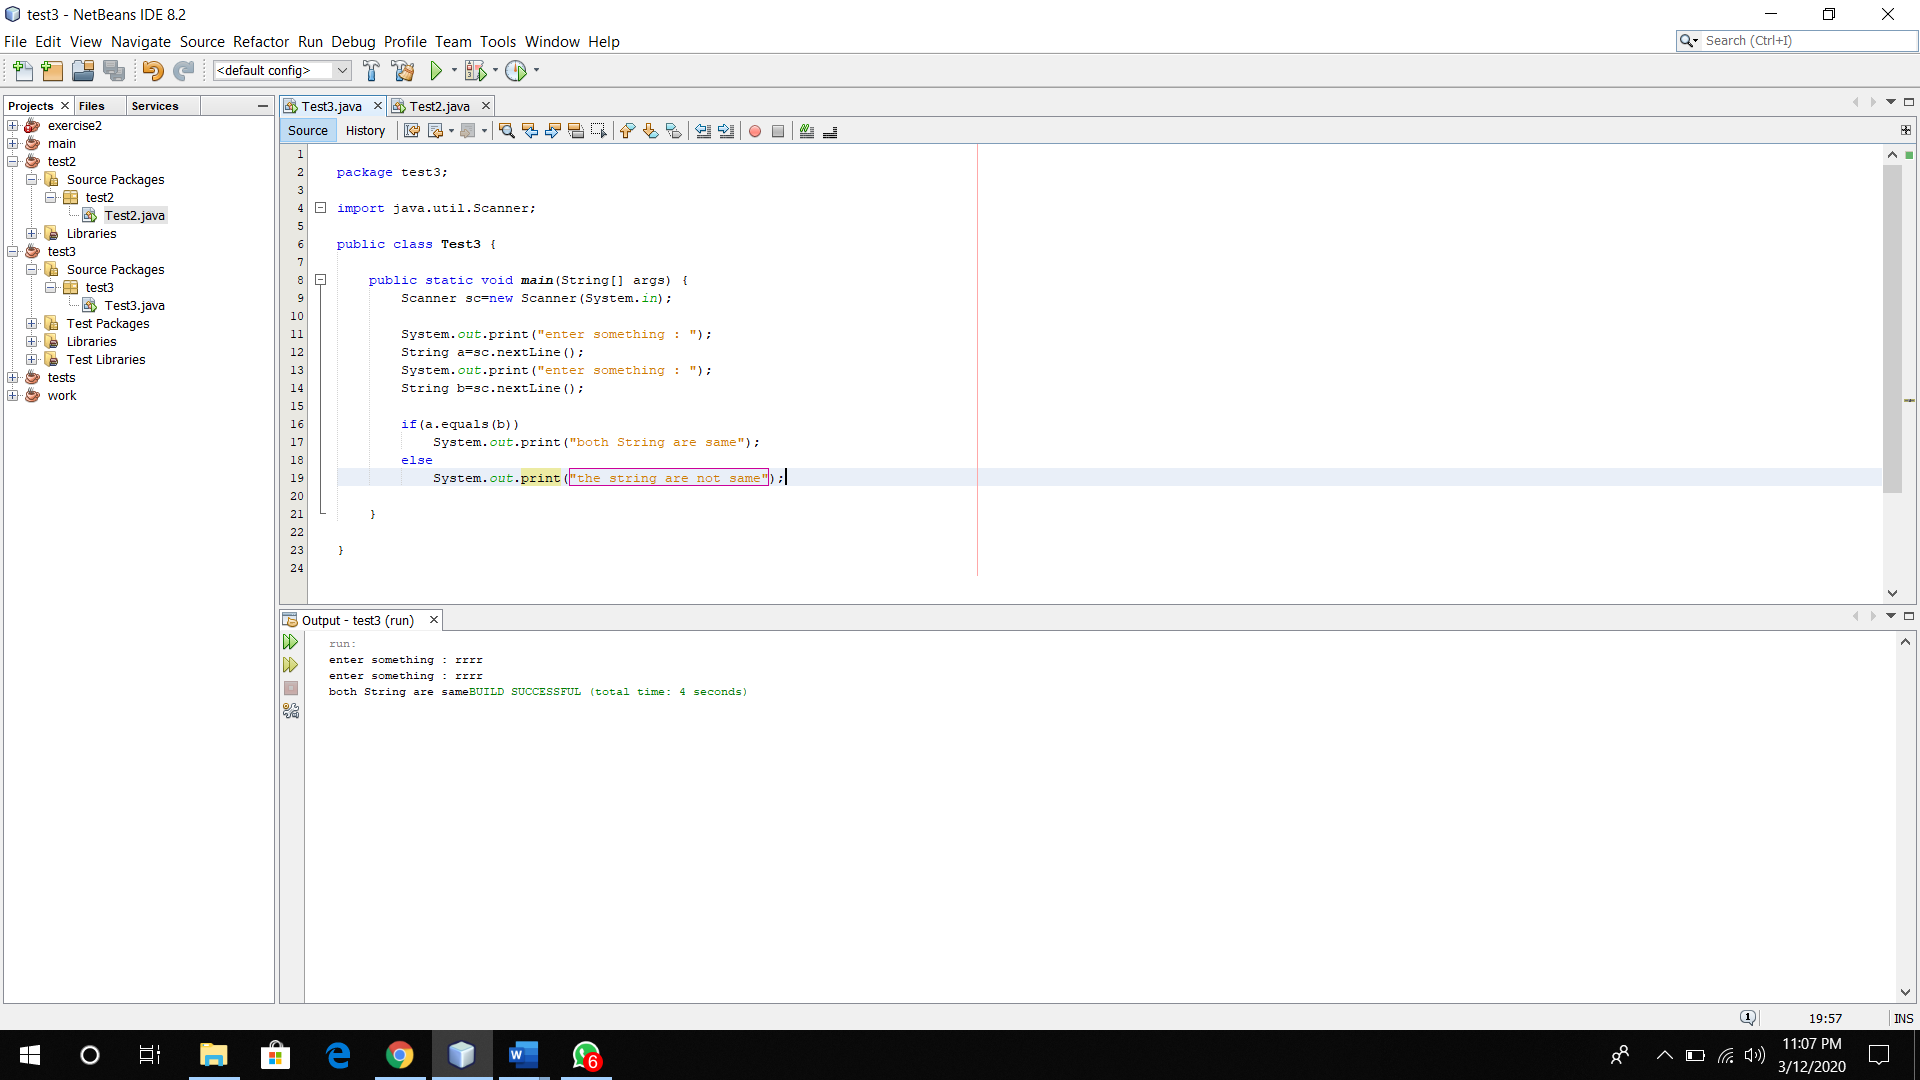 test3 - NetBeans IDE 8.2
File Edit View Navigate Source Refactor Run Debug Profile Team Tools Window Help
Search (Ctrl+I)
<default config>
Projects Files Services
exercise2
main
test2
Source Packages
test2
Test2.java
Libraries
test3
Source Packages
test3
Test3.java
Test Packages
Libraries
Test Libraries
tests
work
Test3.java Test2.java
Source History
1
2 package test3;
3
4 import java.util.Scanner;
5
6 public class Test3 {
7
8 public static void main(String[] args) {
9 Scanner sc=new Scanner(System.in);
10
11 System.out.print("enter something : ");
12 String a=sc.nextLine();
13 System.out.print("enter something : ");
14 String b=sc.nextLine();
15
16 if(a.equals(b))
17 System.out.print("both String are same");
18 else
19 System.out.print("the string are not same");
20
21 }
22
23 }
24
Output - test3 (run)
run:
enter something : rrrr
enter something : rrrr
both String are sameBUILD SUCCESSFUL (total time: 4 seconds)
1 19:57 INS
6
11:07 PM
3/12/2020